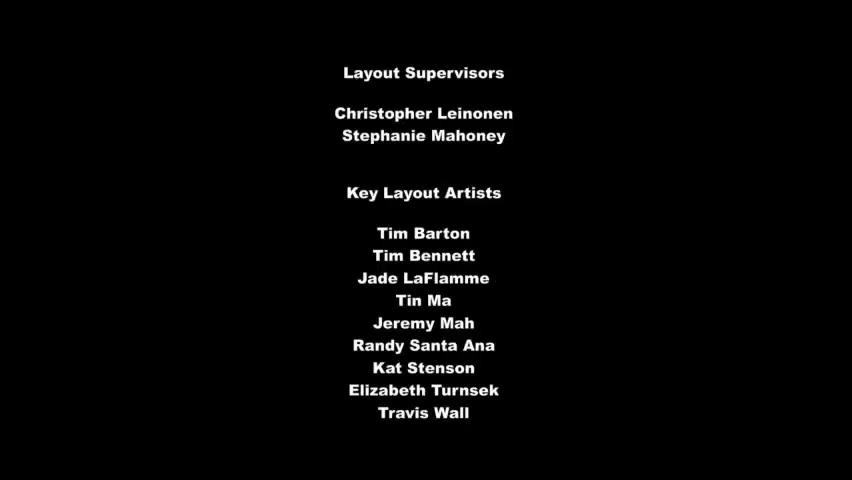 Layout Supervisors
Christopher Leinonen
Stephanie Mahoney
Key Layout Artists
Tim Barton
Tim Bennett
Jade LaFlamme
Tin Ma
Jeremy Mah
Randy Santa Ana
Kat Stenson
Elizabeth Turnsek
Travis Wall